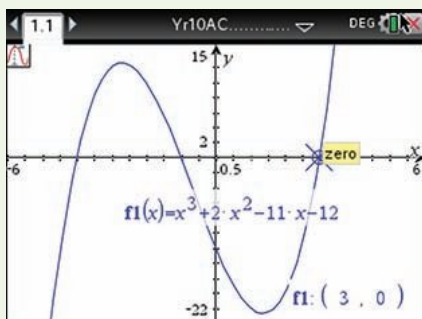 1.1 Yr10AC............ DEG
15 y
2 x
-6 0.5 zero 6
f1(x)=x³+2·x²-11·x-12
f1: ( 3 , 0 )
-22